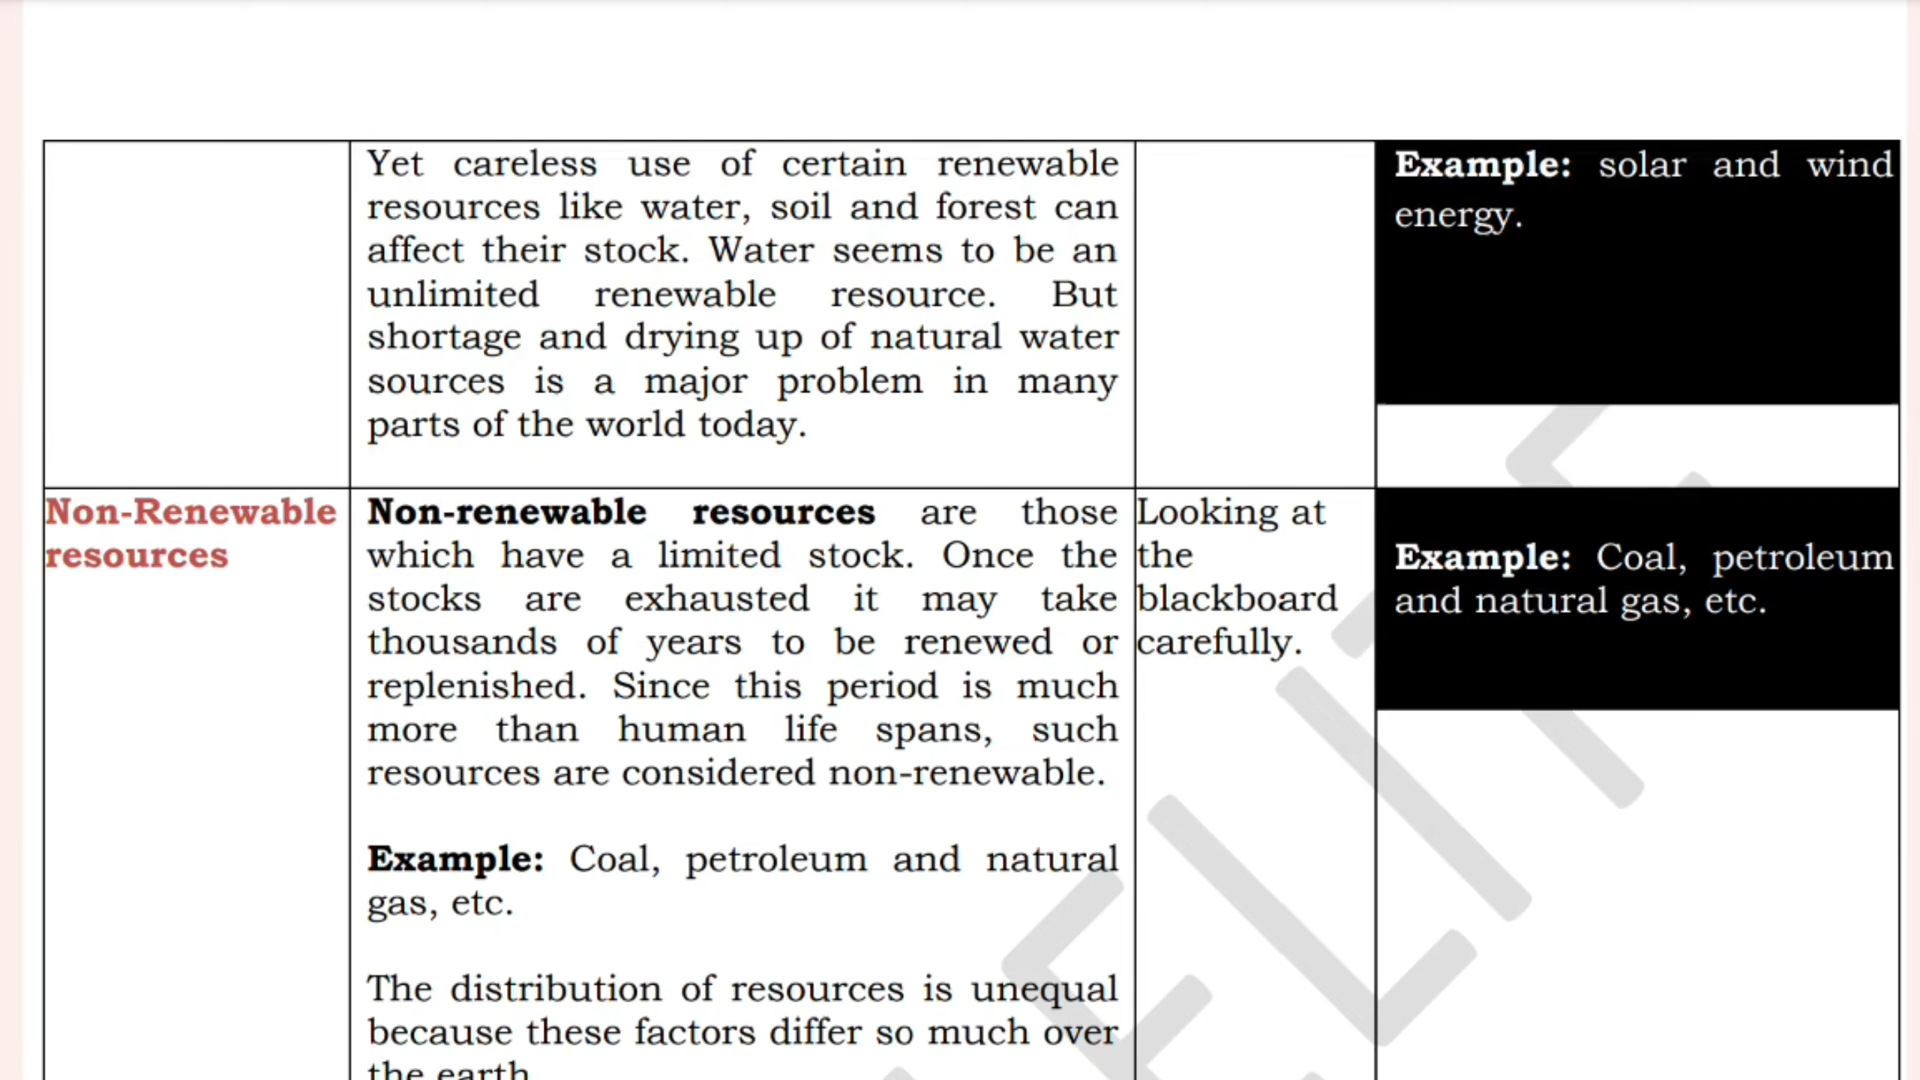 Yet careless use of certain renewable
resources like water, soil and forest can
affect their stock. Water seems to be an
unlimited renewable resource. But
shortage and drying up of natural water
sources is a major problem in many
parts of the world today.
Example: solar and wind
energy.
Non-Renewable
resources
Non-renewable resources are those
which have a limited stock. Once the
stocks are exhausted it may take
thousands of years to be renewed or
replenished. Since this period is much
more than human life spans, such
resources are considered non-renewable.
Example: Coal, petroleum and natural
gas, etc.
The distribution of resources is unequal
because these factors differ so much over
the earth
Looking at
the
blackboard
carefully.
Example: Coal, petroleum
and natural gas, etc.